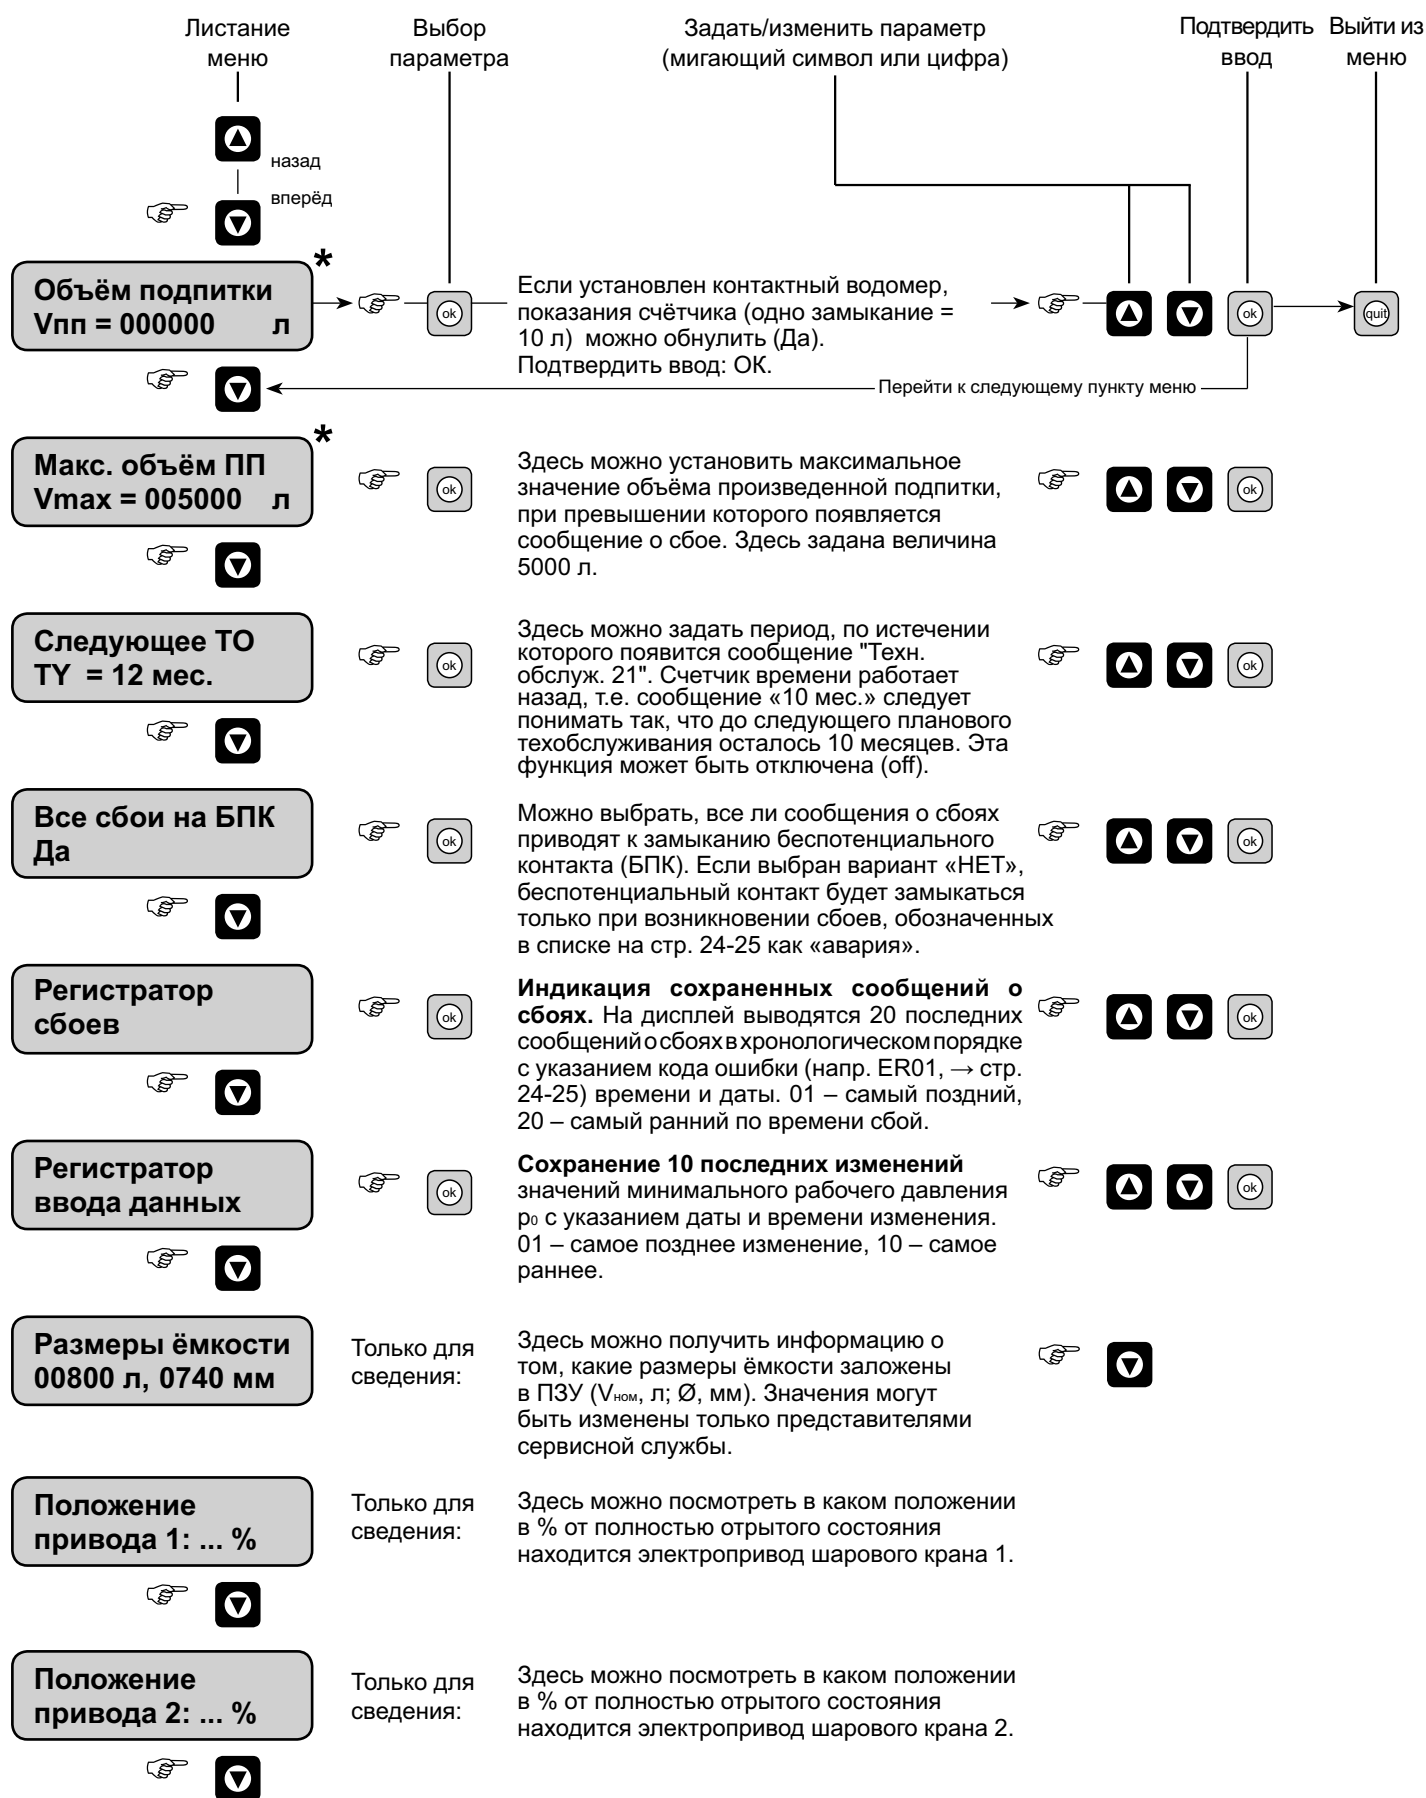 Листание
меню
Выбор
параметра
Задать/изменить параметр
(мигающий символ или цифра)
Подтвердить
ввод
Выйти из
меню
назад
вперёд
Объём подпитки *
Vпп = 000000 л
ok
Если установлен контактный водомер,
показания счётчика (одно замыкание =
10 л) можно обнулить (Да).
Подтвердить ввод: ОК.
ok
quit
Перейти к следующему пункту меню
Макс. объём ПП *
Vmax = 005000 л
ok
Здесь можно установить максимальное
значение объёма произведенной подпитки,
при превышении которого появляется
сообщение о сбое. Здесь задана величина
5000 л.
ok
Следующее ТО
TY = 12 мес.
ok
Здесь можно задать период, по истечении
которого появится сообщение "Техн.
обслуж. 21". Счетчик времени работает
назад, т.е. сообщение «10 мес.» следует
понимать так, что до следующего планового
техобслуживания осталось 10 месяцев. Эта
функция может быть отключена (off).
ok
Все сбои на БПК
Да
ok
Можно выбрать, все ли сообщения о сбоях
приводят к замыканию беспотенциального
контакта (БПК). Если выбран вариант «НЕТ»,
беспотенциальный контакт будет замыкаться
только при возникновении сбоев, обозначенных
в списке на стр. 24-25 как «авария».
ok
Регистратор
сбоев
ok
Индикация сохраненных сообщений о
сбоях. На дисплей выводятся 20 последних
сообщений о сбоях в хронологическом порядке
с указанием кода ошибки (напр. ER01, → стр.
24-25) времени и даты. 01 – самый поздний,
20 – самый ранний по времени сбой.
ok
Регистратор
ввода данных
ok
Сохранение 10 последних изменений
значений минимального рабочего давления
p₀ с указанием даты и времени изменения.
01 – самое позднее изменение, 10 – самое
раннее.
ok
Размеры ёмкости
00800 л, 0740 мм
Только для
сведения:
Здесь можно получить информацию о
том, какие размеры ёмкости заложены
в ПЗУ (Vном, л; Ø, мм). Значения могут
быть изменены только представителями
сервисной службы.
Положение
привода 1: ... %
Только для
сведения:
Здесь можно посмотреть в каком положении
в % от полностью отрытого состояния
находится электропривод шарового крана 1.
Положение
привода 2: ... %
Только для
сведения:
Здесь можно посмотреть в каком положении
в % от полностью отрытого состояния
находится электропривод шарового крана 2.